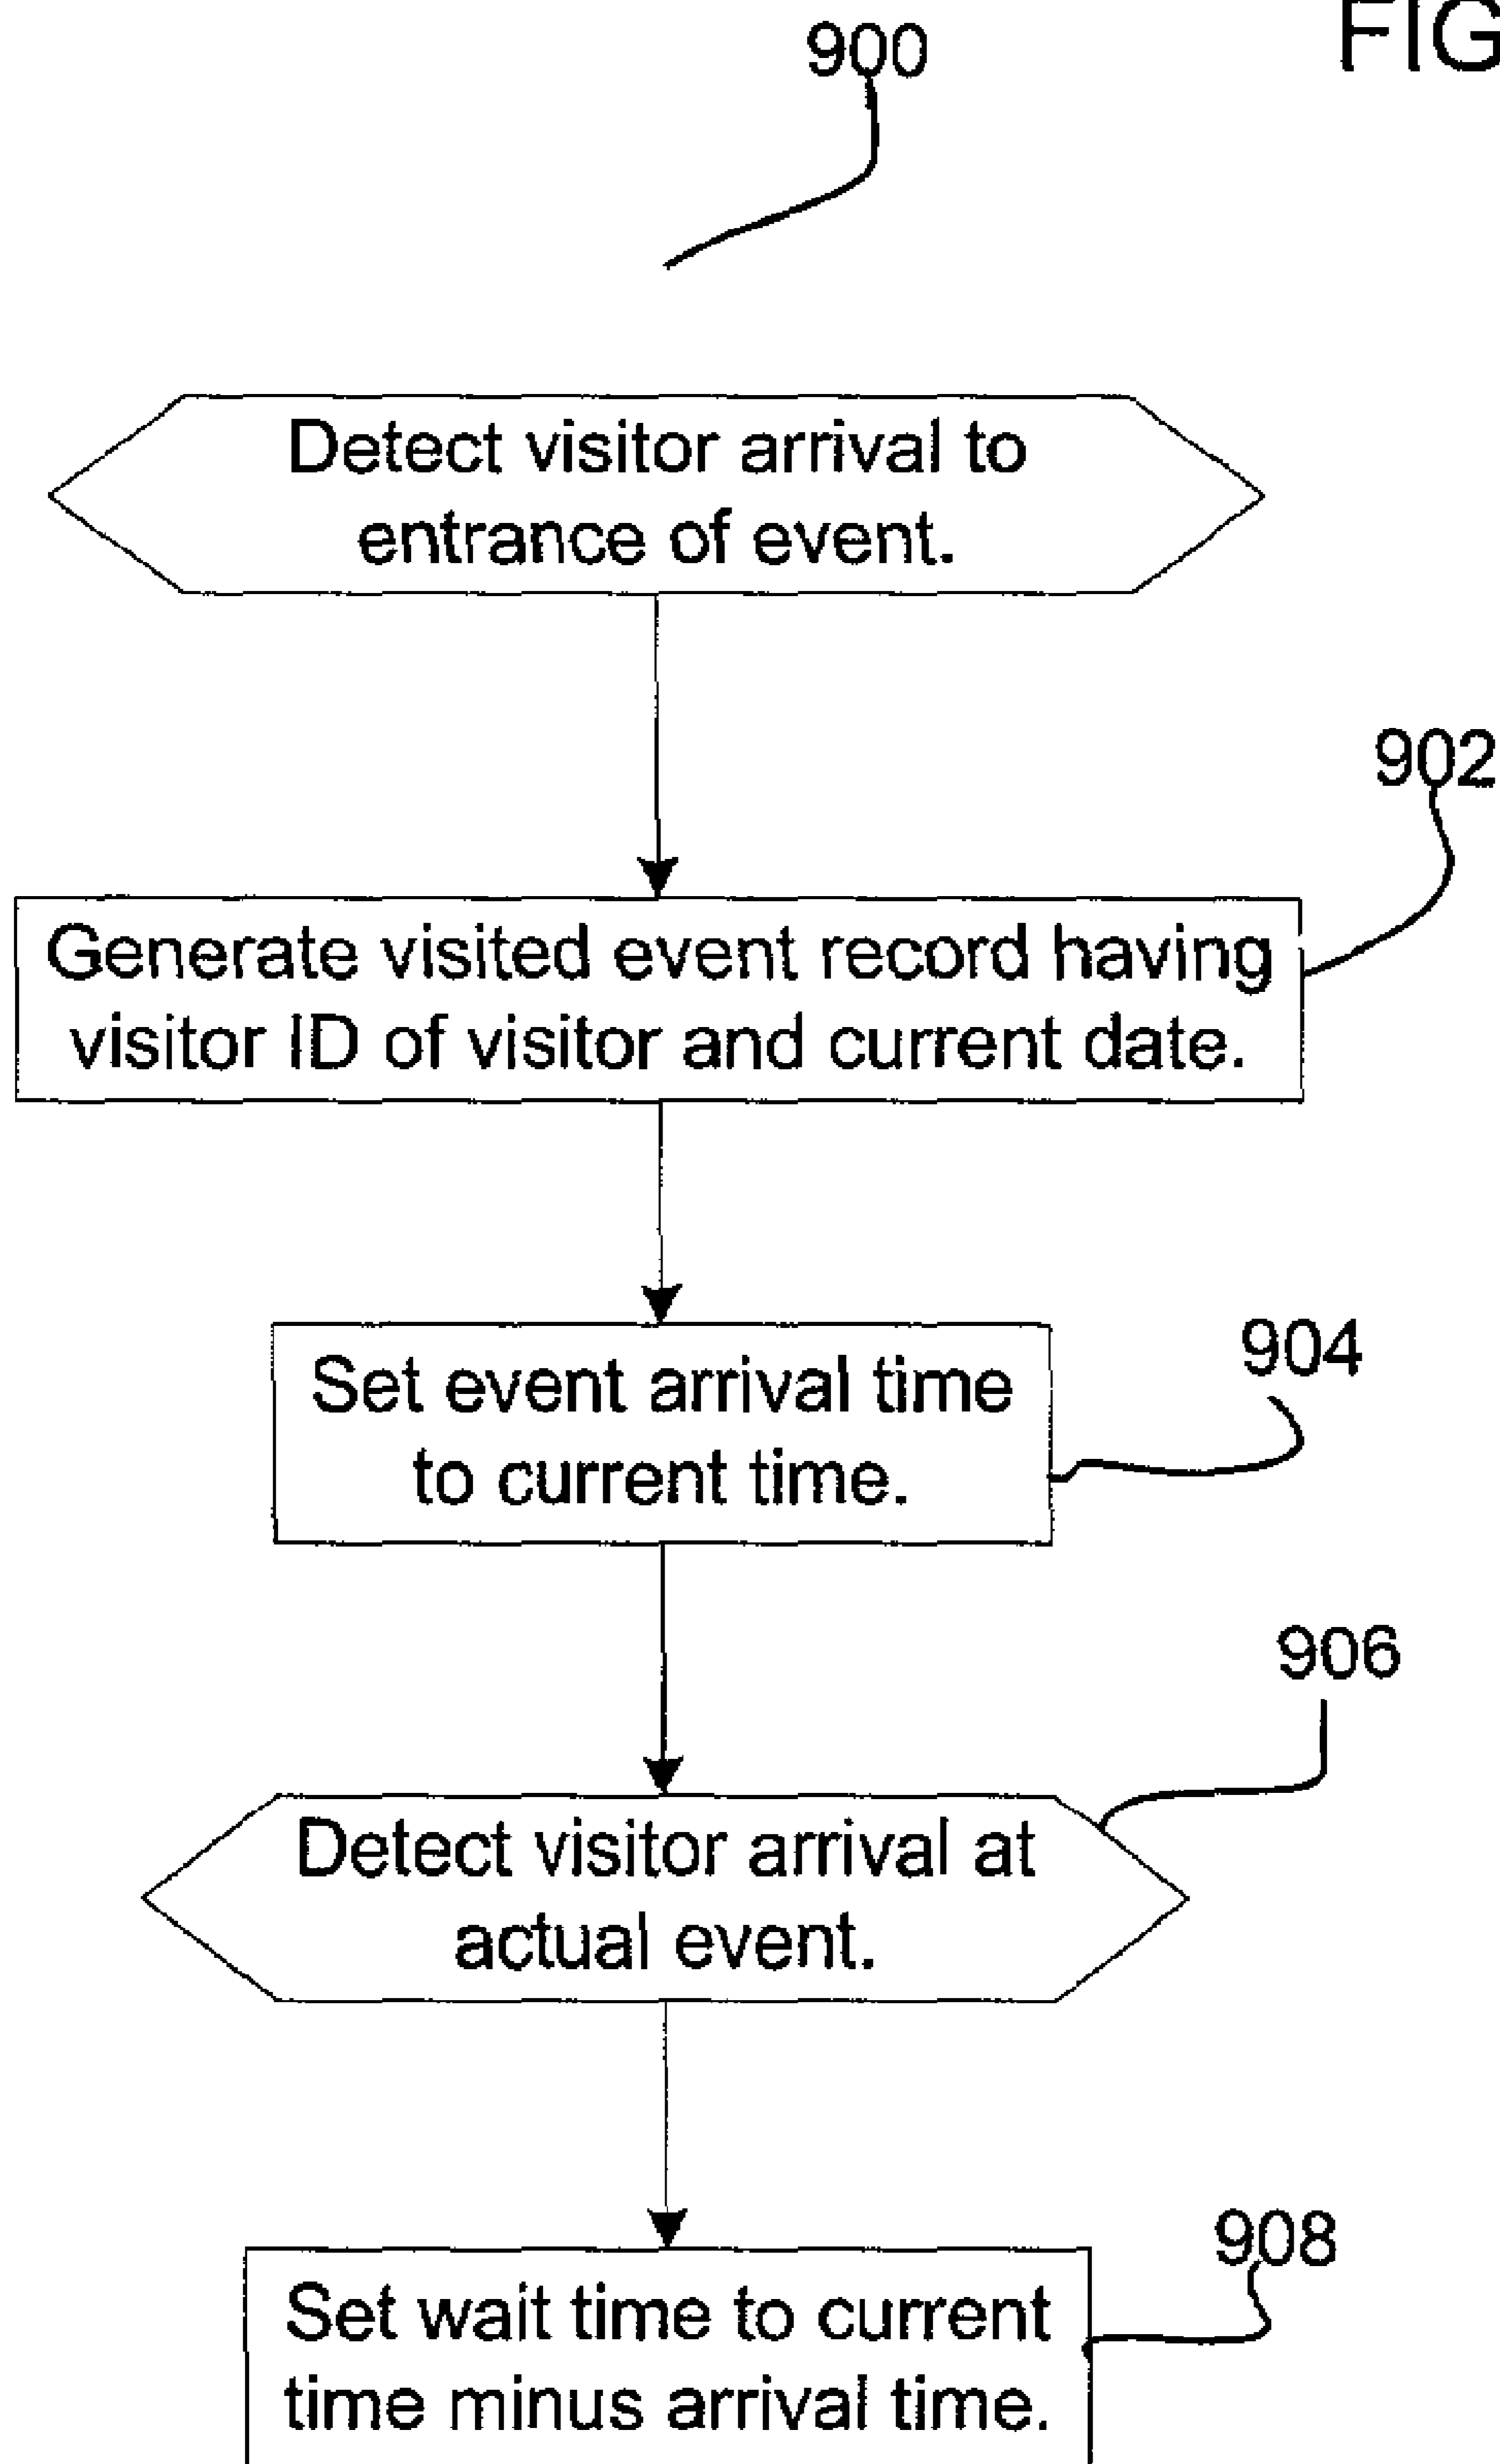 FIG
900
Detect visitor arrival to
entrance of event.
902
Generate visited event record having
visitor ID of visitor and current date.
904
Set event arrival time
to current time.
906
Detect visitor arrival at
actual event.
908
Set wait time to current
time minus arrival time.